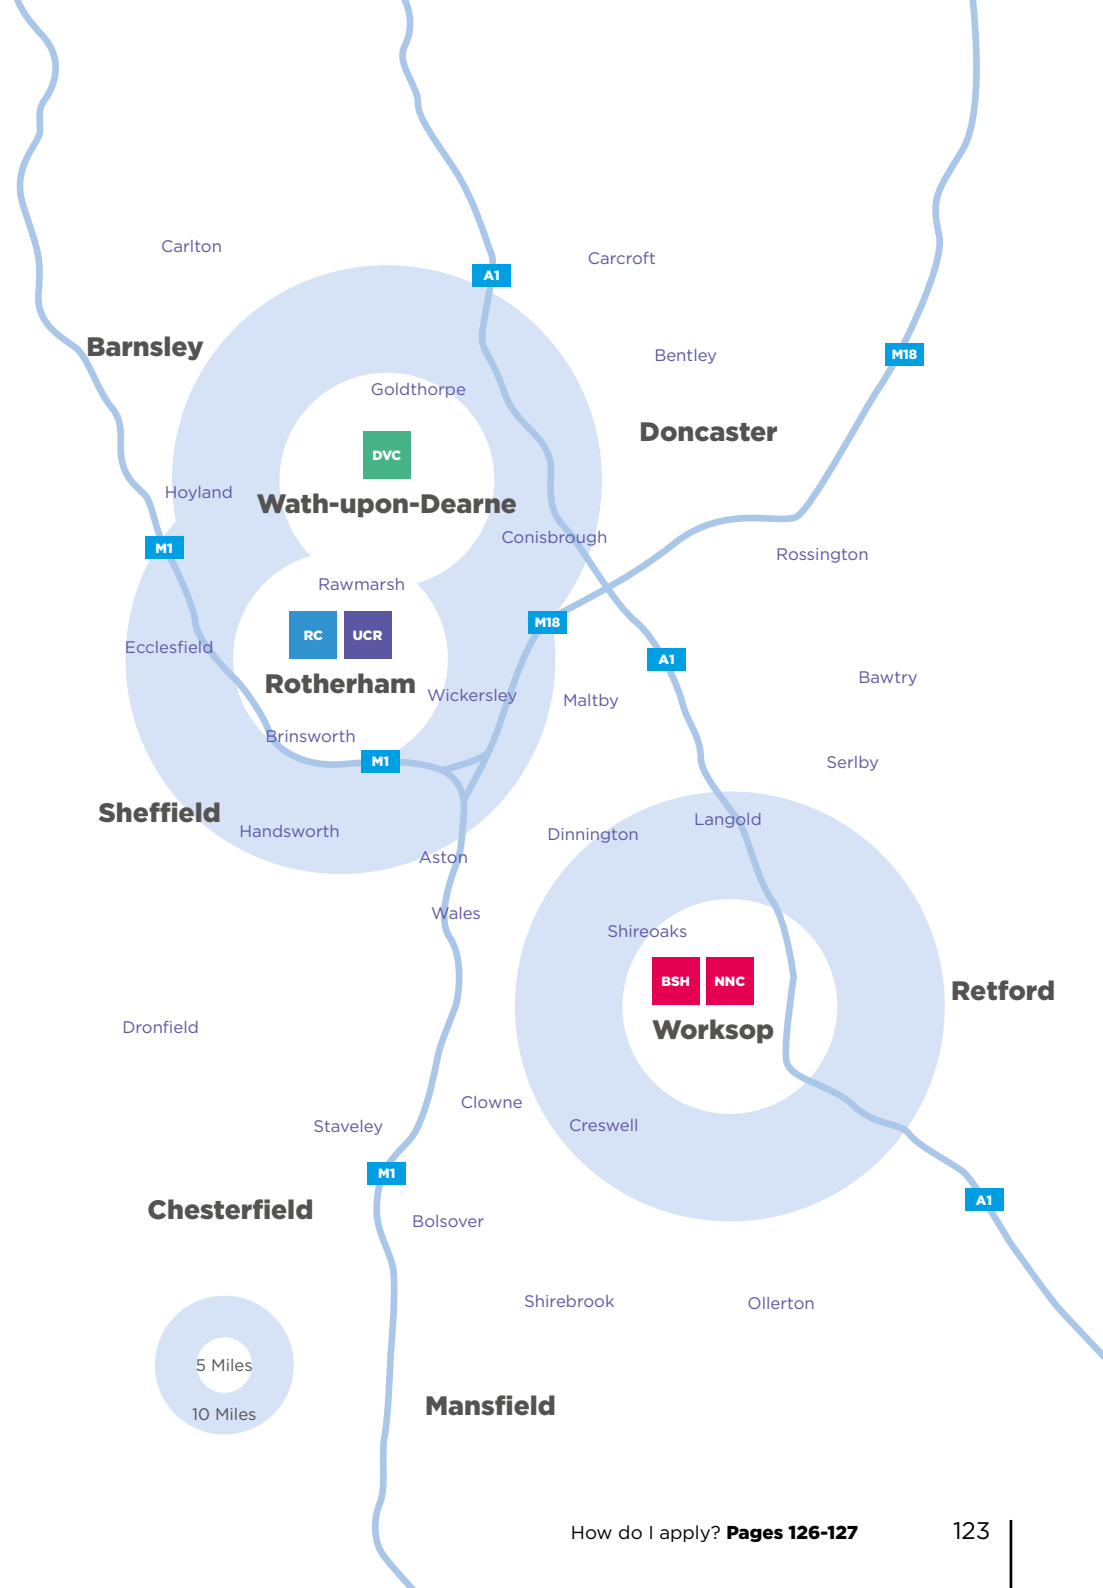 Carlton
Carcroft
A1
Barnsley
Bentley
M18
Goldthorpe
Doncaster
DVC
Hoyland
Wath-upon-Dearne
Conisbrough
M1
Rossington
Rawmarsh
M18
RC
UCR
Ecclesfield
A1
Bawtry
Rotherham
Wickersley
Maltby
Brinsworth
M1
Serlby
Sheffield
Langold
Handsworth
Dinnington
Aston
Wales
Shireoaks
BSH
NNC
Retford
Dronfield
Worksop
Clowne
Staveley
Creswell
M1
A1
Chesterfield
Bolsover
Shirebrook
Ollerton
5 Miles
10 Miles
Mansfield
How do I apply? Pages 126-127
123